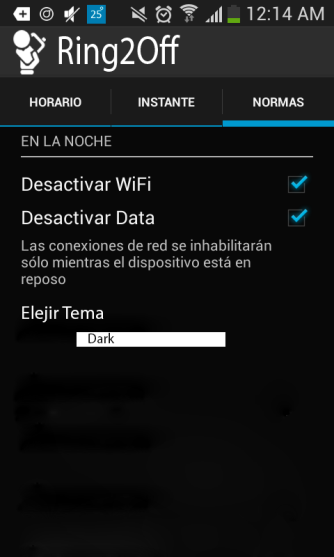 25°
12:14 AM
Ring2Off
HORARIO
INSTANTE
NORMAS
EN LA NOCHE
Desactivar WiFi
Desactivar Data
Las conexiones de red se inhabilitarán
sólo mientras el dispositivo está en
reposo
Elejir Tema
Dark